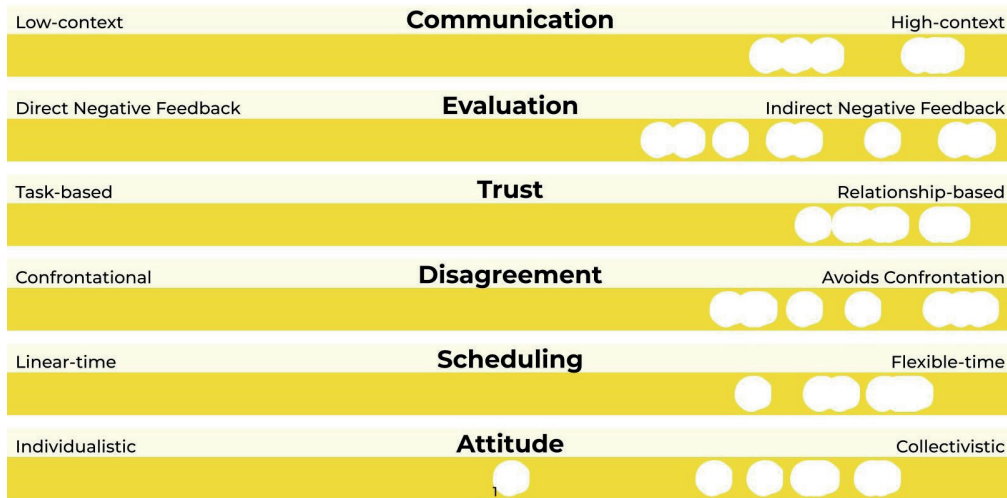 Low-context Communication High-context
Direct Negative Feedback Evaluation Indirect Negative Feedback
Task-based Trust Relationship-based
Confrontational Disagreement Avoids Confrontation
Linear-time Scheduling Flexible-time
Individualistic Attitude Collectivistic
1